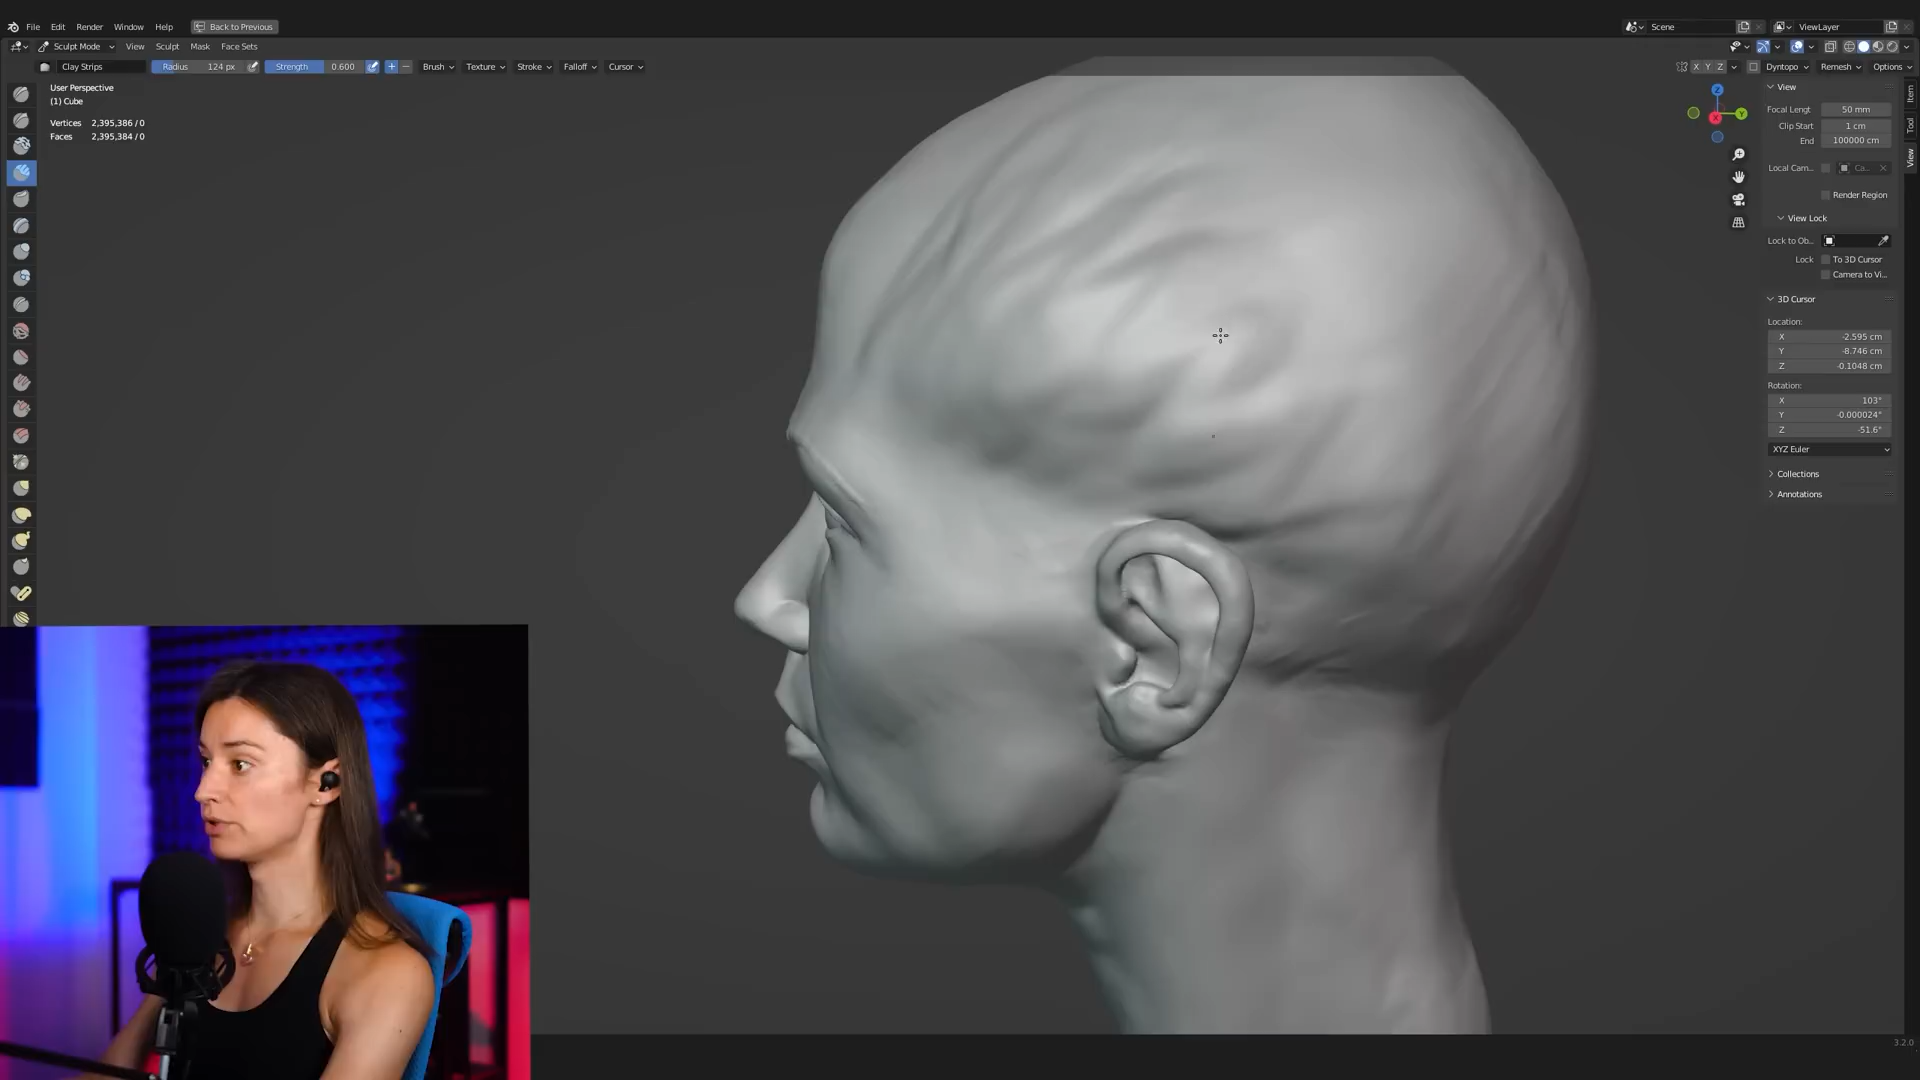 File Edit Render Window Help Back to Previous Scene ViewLayer
Sculpt Mode View Sculpt Mask Face Sets
Clay Strips Radius 124 px Strength 0.600 + − Brush Texture Stroke Falloff Cursor X Y Z Dyntopo Remesh Options
User Perspective
(1) Cube
Vertices 2,395,386 / 0
Faces 2,395,384 / 0
Z
Y
X
View
Focal Lengt 50 mm
Clip Start 1 cm
End 100000 cm
Local Cam... Ca...
Render Region
View Lock
Lock to Ob...
Lock To 3D Cursor
Camera to Vi...
3D Cursor
Location:
X -2.595 cm
Y -8.746 cm
Z -0.1048 cm
Rotation:
X 103°
Y -0.000024°
Z -51.6°
XYZ Euler
Collections
Annotations
Item
Tool
View
3.2.0